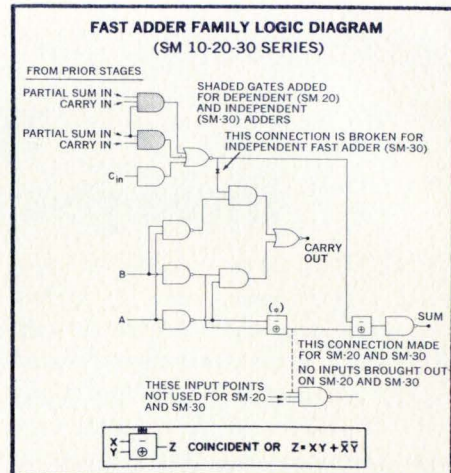 FAST ADDER FAMILY LOGIC DIAGRAM
(SM 10-20-30 SERIES)
FROM PRIOR STAGES
PARTIAL SUM IN
CARRY IN
PARTIAL SUM IN
CARRY IN
Cin
SHADED GATES ADDED
FOR DEPENDENT (SM 20)
AND INDEPENDENT
(SM-30) ADDERS
THIS CONNECTION IS BROKEN FOR
INDEPENDENT FAST ADDER (SM-30)
CARRY
OUT
B
A
SUM
THIS CONNECTION MADE
FOR SM-20 AND SM-30
NO INPUTS BROUGHT OUT
ON SM-20 AND SM-30
THESE INPUT POINTS
NOT USED FOR SM-20
AND SM-30
X
Y
Z COINCIDENT OR Z = XY + X̄Ȳ